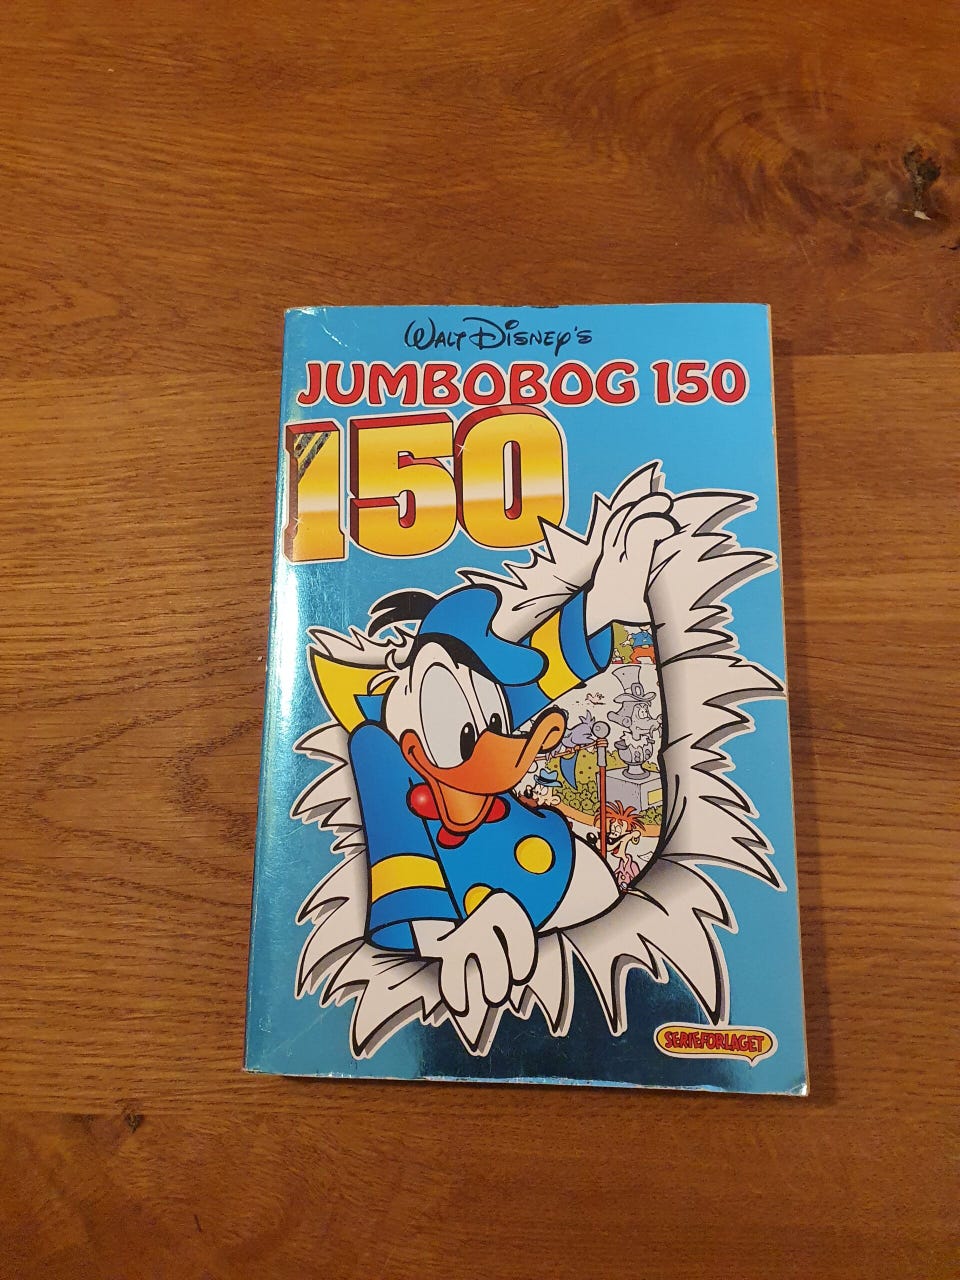 WALT DISNEY'S
JUMBOBOG 150
150
SERIEFORLAGET